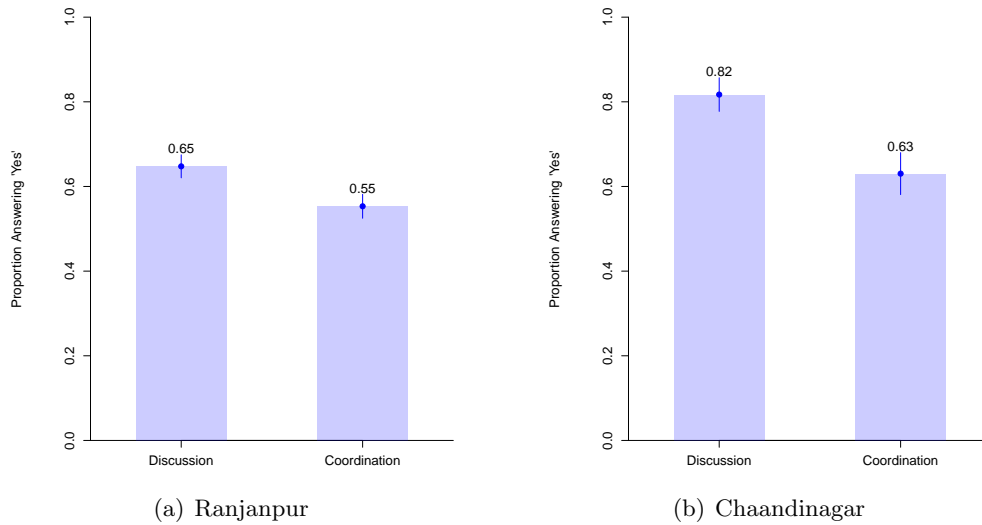 Proportion Answering 'Yes'
1.0
0.8
0.6
0.4
0.2
0.0
0.65
0.55
Discussion
Coordination
(a) Ranjanpur
Proportion Answering 'Yes'
1.0
0.8
0.6
0.4
0.2
0.0
0.82
0.63
Discussion
Coordination
(b) Chaandinagar